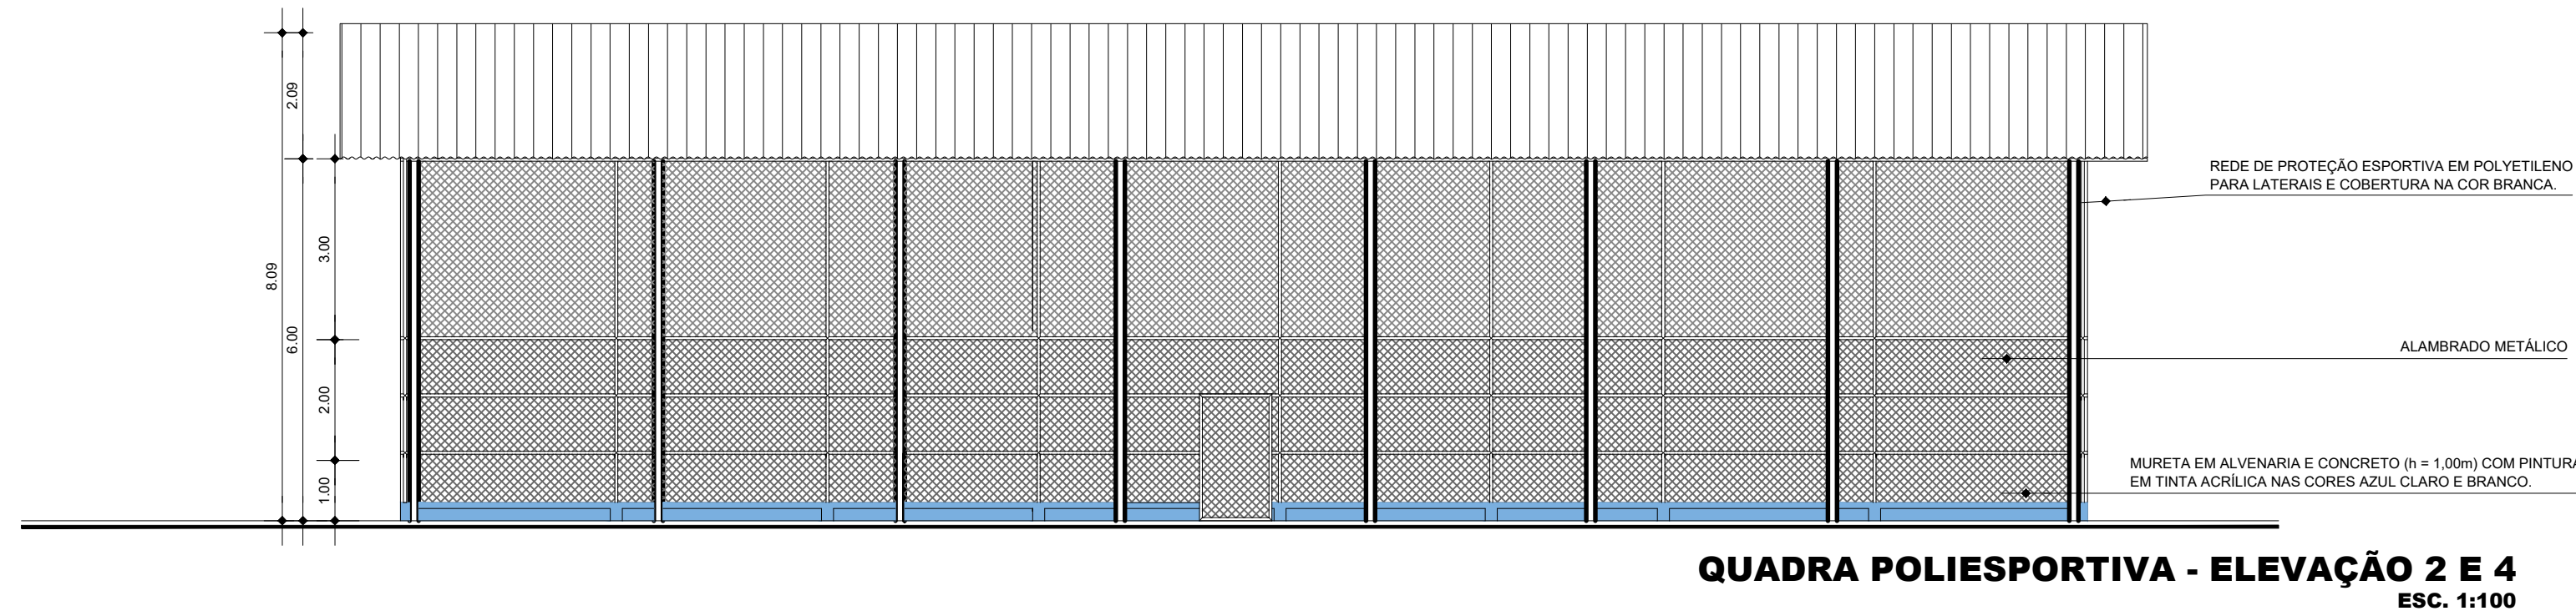 2.09
8.09
6.00
3.00
2.00
1.00
REDE DE PROTEÇÃO ESPORTIVA EM POLYETILENO
PARA LATERAIS E COBERTURA NA COR BRANCA.
ALAMBRADO METÁLICO
MURETA EM ALVENARIA E CONCRETO (h = 1,00m) COM PINTURA
EM TINTA ACRÍLICA NAS CORES AZUL CLARO E BRANCO.
QUADRA POLIESPORTIVA - ELEVAÇÃO 2 E 4
ESC. 1:100